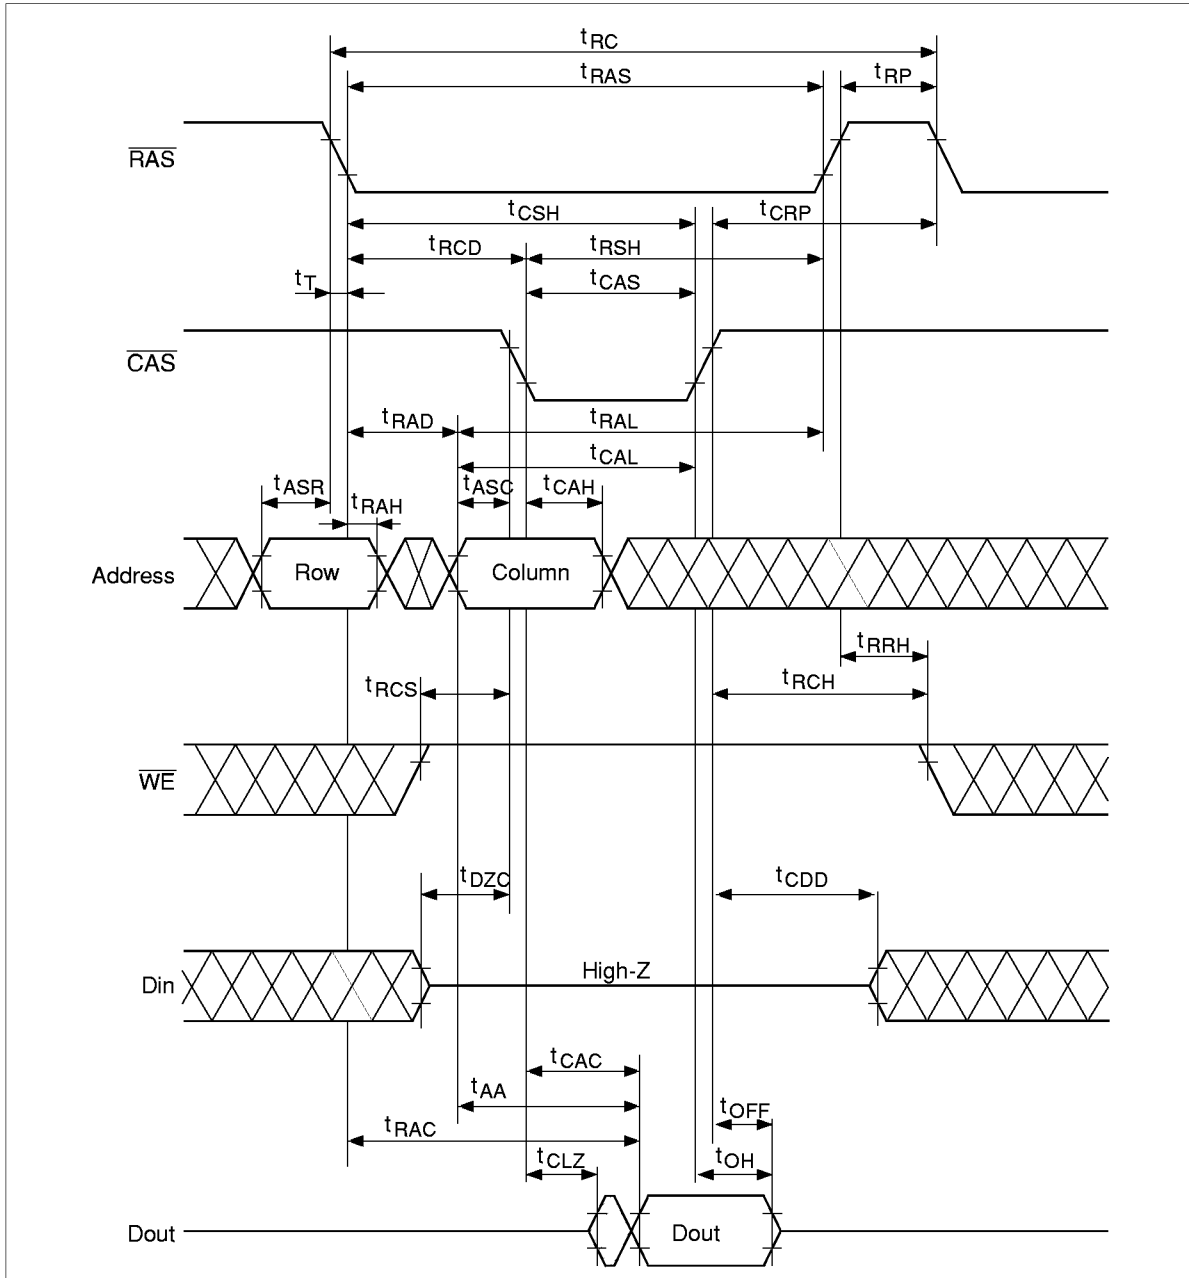 tRC
tRAS
tRP
RAS
tCSH
tCRP
tRCD
tRSH
tT
tCAS
CAS
tRAD
tRAL
tCAL
tASR
tASC
tCAH
tRAH
Address
Row
Column
tRRH
tRCS
tRCH
WE
tDZC
tCDD
High-Z
Din
tCAC
tAA
tOFF
tRAC
tCLZ
tOH
Dout
Dout